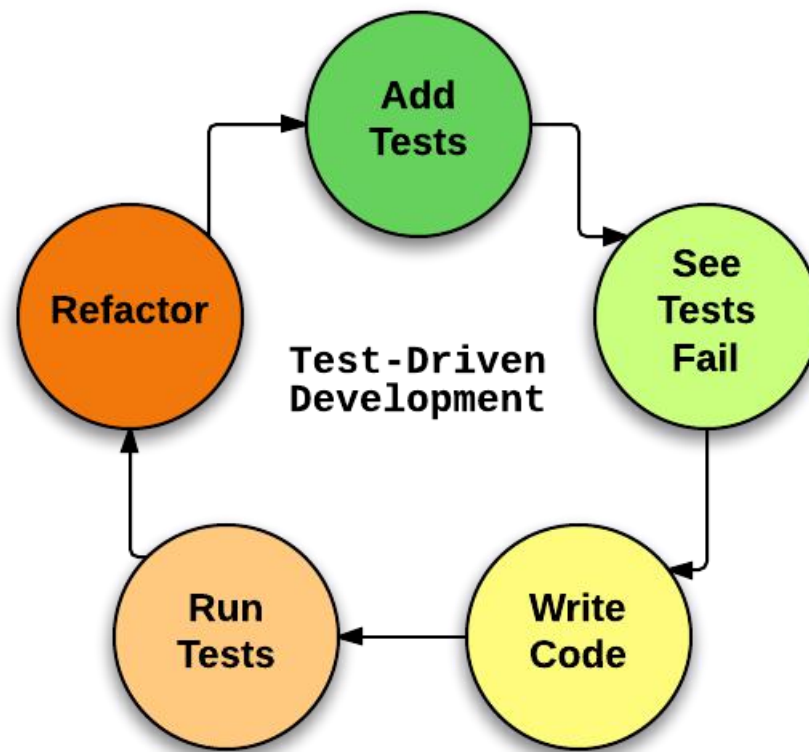 Add
Tests
See
Tests
Fail
Refactor
Test-Driven
Development
Run
Tests
Write
Code